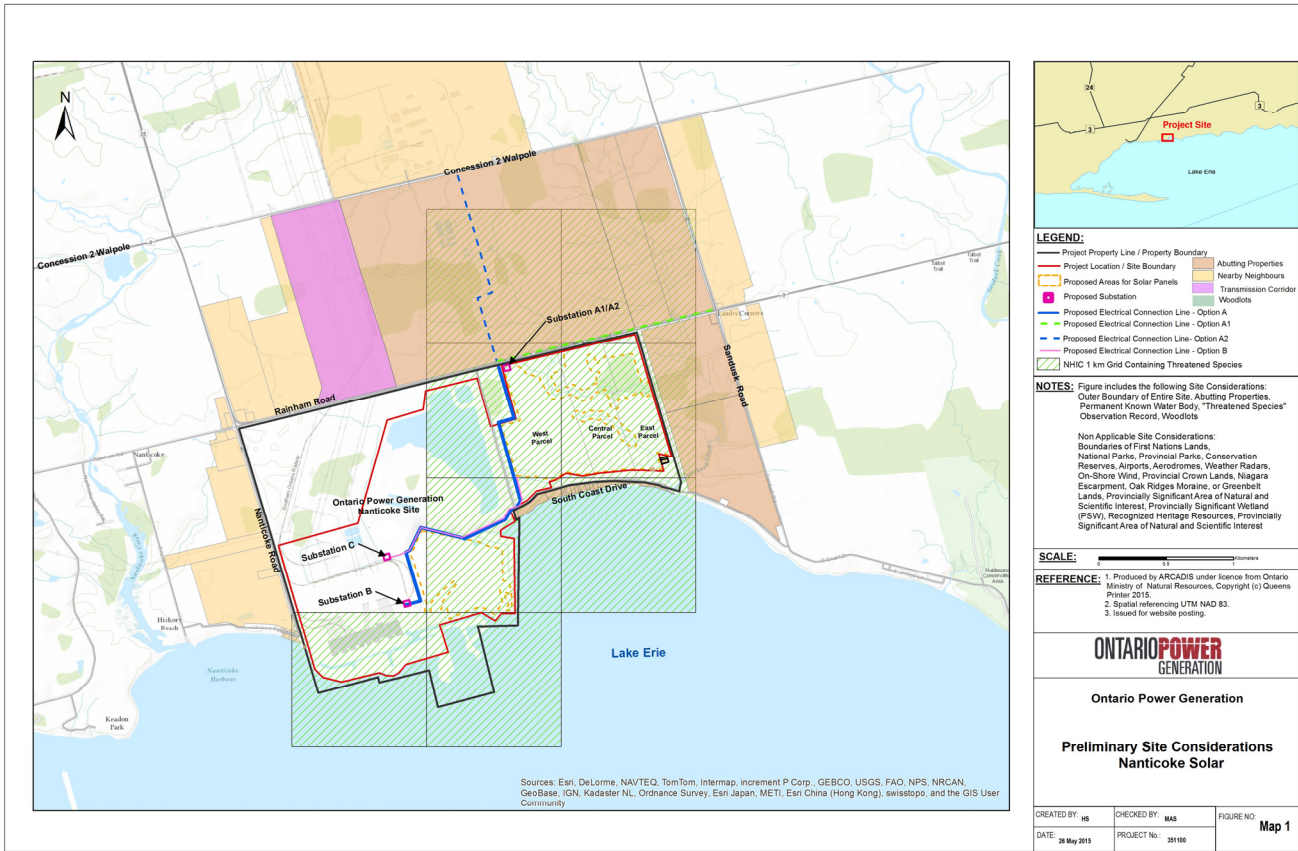 N
Concession 2 Walpole
Concession 2 Walpole
3
Talbot
Trail
Talbot
Trail
Sandusk Creek
Substation A1/A2
Limbs Corners
3
Rainham Road
Sandusk Road
West
Parcel
Central
Parcel
East
Parcel
Nanticoke
Ontario Power Generation
Nanticoke Site
South Coast Drive
Nanticoke Road
Substation C
Substation B
Haldimand
Conservation
Area
Hickory
Beach
Nanticoke
Harbour
Lake Erie
Keadon
Park
Sources: Esri, DeLorme, NAVTEQ, TomTom, Intermap, increment P Corp., GEBCO, USGS, FAO, NPS, NRCAN,
GeoBase, IGN, Kadaster NL, Ordnance Survey, Esri Japan, METI, Esri China (Hong Kong), swisstopo, and the GIS User
Community
24
3
3
Project Site
Lake Erie
LEGEND:
Project Property Line / Property Boundary
Project Location / Site Boundary
Proposed Areas for Solar Panels
Proposed Substation
Proposed Electrical Connection Line - Option A
Proposed Electrical Connection Line - Option A1
Proposed Electrical Connection Line- Option A2
Proposed Electrical Connection Line - Option B
NHIC 1 km Grid Containing Threatened Species
Abutting Properties
Nearby Neighbours
Transmission Corridor
Woodlots
NOTES: Figure includes the following Site Considerations:
Outer Boundary of Entire Site, Abutting Properties,
Permanent Known Water Body, "Threatened Species"
Observation Record, Woodlots
Non Applicable Site Considerations:
Boundaries of First Nations Lands,
National Parks, Provincial Parks, Conservation
Reserves, Airports, Aerodromes, Weather Radars,
On-Shore Wind, Provincial Crown Lands, Niagara
Escarpment, Oak Ridges Moraine, or Greenbelt
Lands, Provincially Significant Area of Natural and
Scientific Interest, Provincially Significant Wetland
(PSW), Recognized Heritage Resources, Provincially
Significant Area of Natural and Scientific Interest
SCALE:
Kilometers
0 0.5 1
REFERENCE: 1. Produced by ARCADIS under licence from Ontario
Ministry of Natural Resources, Copyright (c) Queens
Printer 2015.
2. Spatial referencing UTM NAD 83.
3. Issued for website posting.
ONTARIOPOWER
GENERATION
Ontario Power Generation
Preliminary Site Considerations
Nanticoke Solar
CREATED BY: HS
CHECKED BY: MAS
FIGURE NO: Map 1
DATE: 26 May 2015
PROJECT No.: 351100